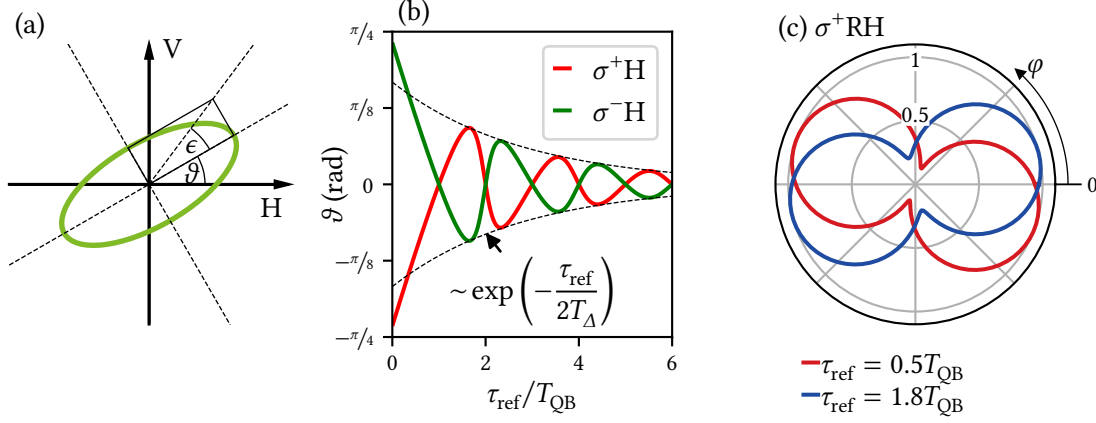 (a)
V
H
ϵ
ϑ
(b)
π/4
π/8
0
−π/8
−π/4
ϑ (rad)
σ⁺H
σ⁻H
∼exp(−τ_ref/2T_Δ)
0 2 4 6
τ_ref/T_QB
(c) σ⁺RH
1
0.5
φ
0
τ_ref = 0.5T_QB
τ_ref = 1.8T_QB